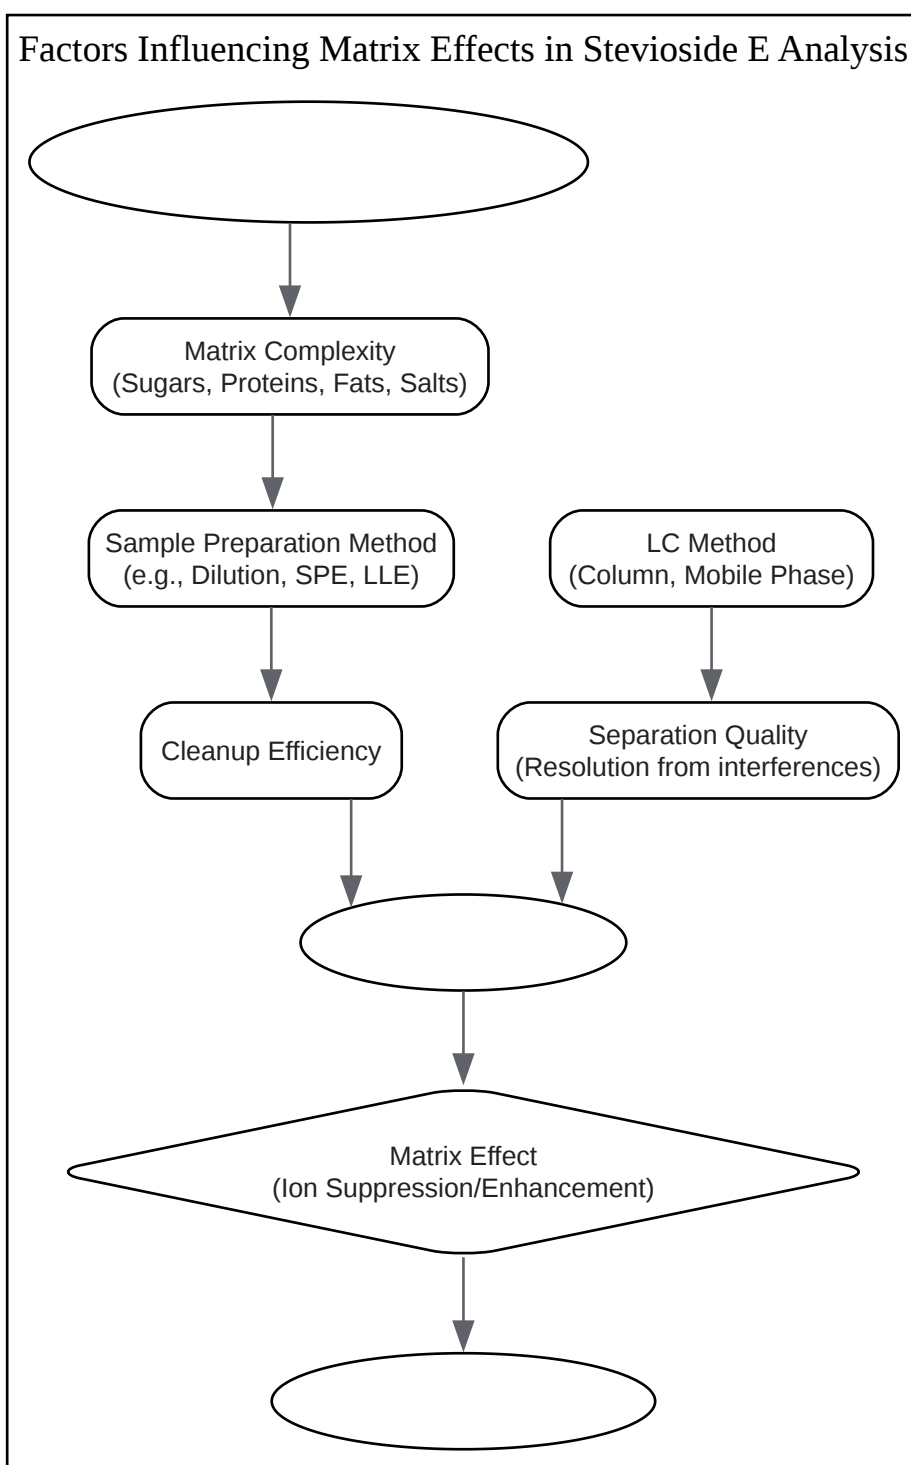 Factors Influencing Matrix Effects in Stevioside E Analysis
Matrix Complexity
(Sugars, Proteins, Fats, Salts)
Sample Preparation Method
(e.g., Dilution, SPE, LLE)
LC Method
(Column, Mobile Phase)
Cleanup Efficiency
Separation Quality
(Resolution from interferences)
Matrix Effect
(Ion Suppression/Enhancement)